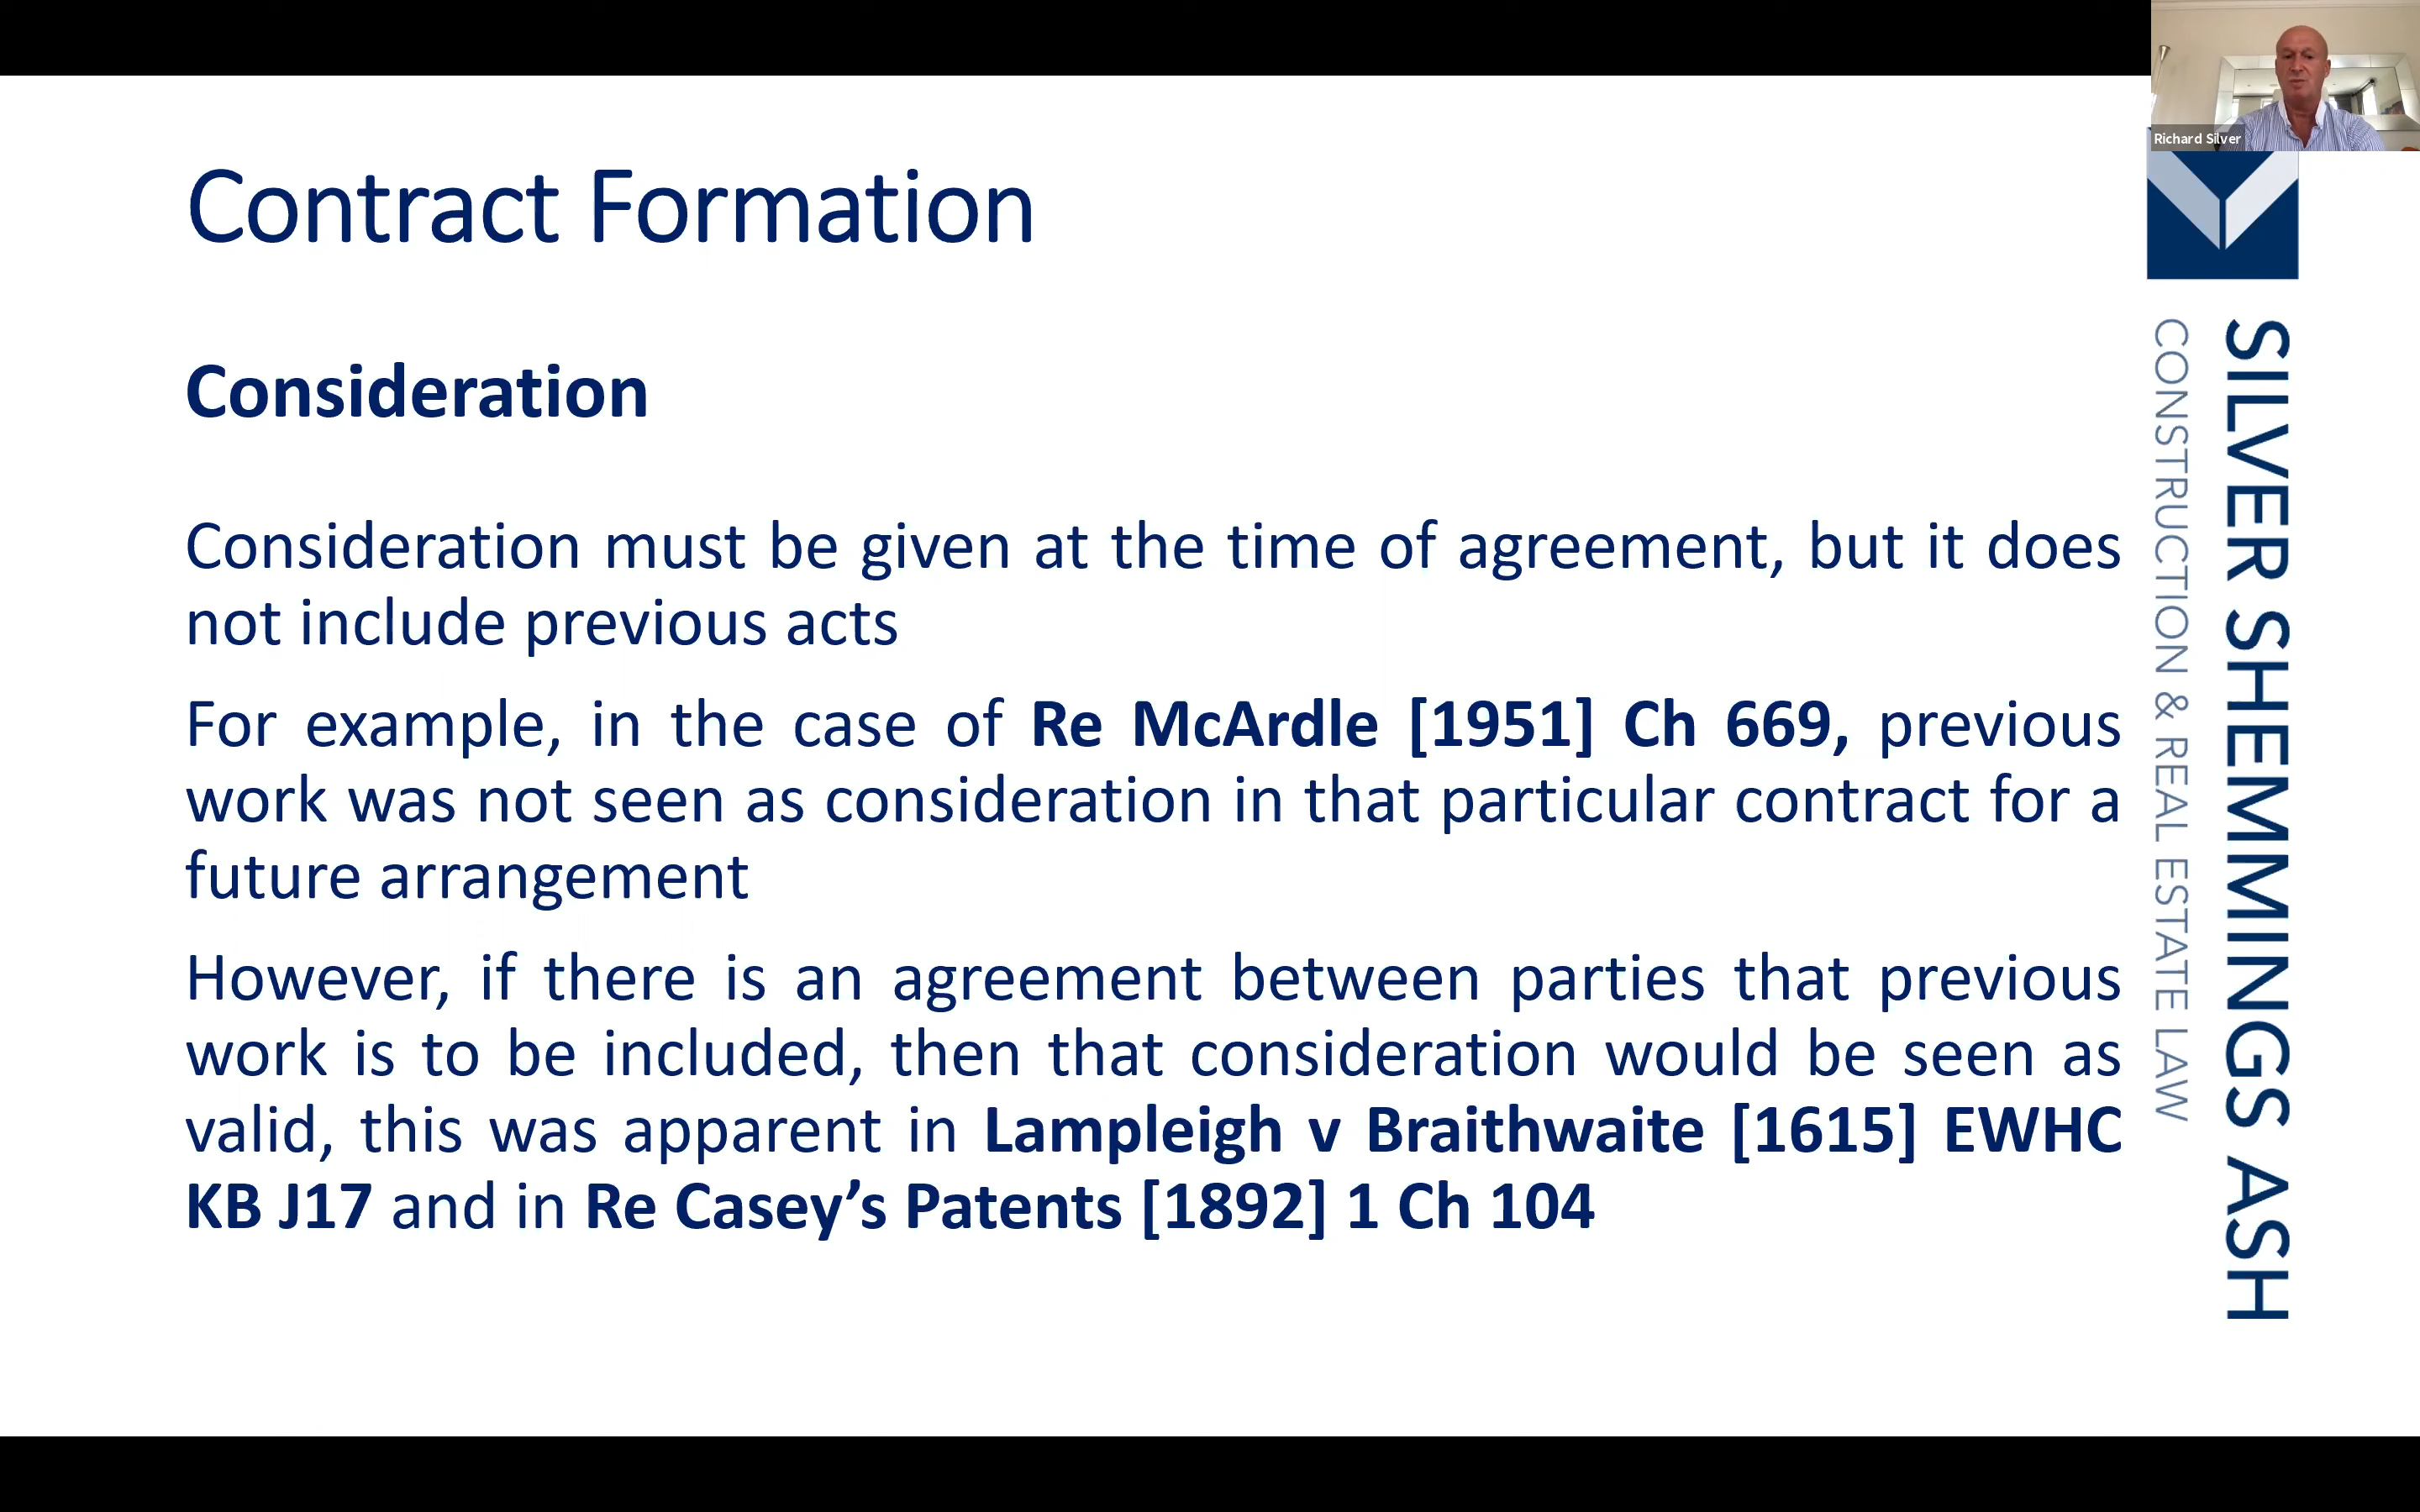 Richard Silver
Contract Formation
Consideration
Consideration must be given at the time of agreement, but it does
not include previous acts
For example, in the case of Re McArdle [1951] Ch 669, previous
work was not seen as consideration in that particular contract for a
future arrangement
However, if there is an agreement between parties that previous
work is to be included, then that consideration would be seen as
valid, this was apparent in Lampleigh v Braithwaite [1615] EWHC
KB J17 and in Re Casey’s Patents [1892] 1 Ch 104
SILVER SHEMMINGS ASH
CONSTRUCTION & REAL ESTATE LAW